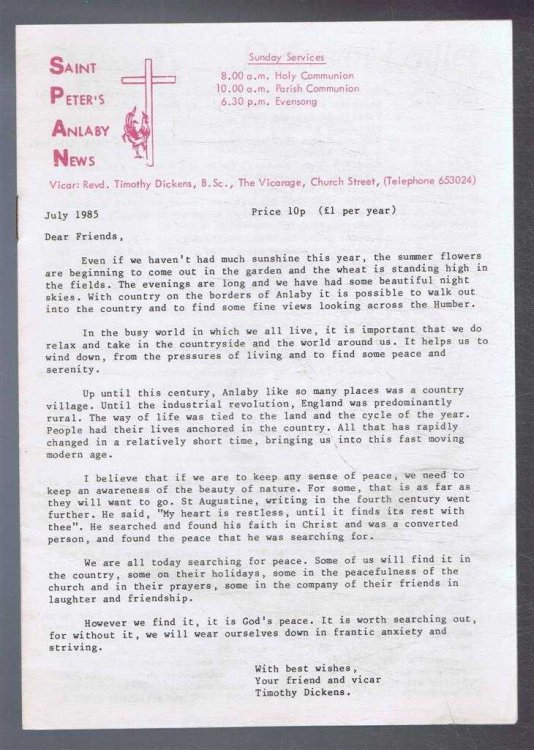 SAINT
PETER'S
ANLABY
NEWS
Sunday Services
8.00 a.m. Holy Communion
10.00 a.m. Parish Communion
6.30 p.m. Evensong
Vicar: Revd. Timothy Dickens, B.Sc., The Vicarage, Church Street, (Telephone 653024)
July 1985 Price 10p (£1 per year)
Dear Friends,
Even if we haven't had much sunshine this year, the summer flowers
are beginning to come out in the garden and the wheat is standing high in
the fields. The evenings are long and we have had some beautiful night
skies. With country on the borders of Anlaby it is possible to walk out
into the country and to find some fine views looking across the Humber.
In the busy world in which we all live, it is important that we do
relax and take in the countryside and the world around us. It helps us to
wind down, from the pressures of living and to find some peace and
serenity.
Up until this century, Anlaby like so many places was a country
village. Until the industrial revolution, England was predominantly
rural. The way of life was tied to the land and the cycle of the year.
People had their lives anchored in the country. All that has rapidly
changed in a relatively short time, bringing us into this fast moving
modern age.
I believe that if we are to keep any sense of peace, we need to
keep an awareness of the beauty of nature. For some, that is as far as
they will want to go. St Augustine, writing in the fourth century went
further. He said, "My heart is restless, until it finds its rest with
thee". He searched and found his faith in Christ and was a converted
person, and found the peace that he was searching for.
We are all today searching for peace. Some of us will find it in
the country, some on their holidays, some in the peacefulness of the
church and in their prayers, some in the company of their friends in
laughter and friendship.
However we find it, it is God's peace. It is worth searching out,
for without it, we will wear ourselves down in frantic anxiety and
striving.
With best wishes,
Your friend and vicar
Timothy Dickens.